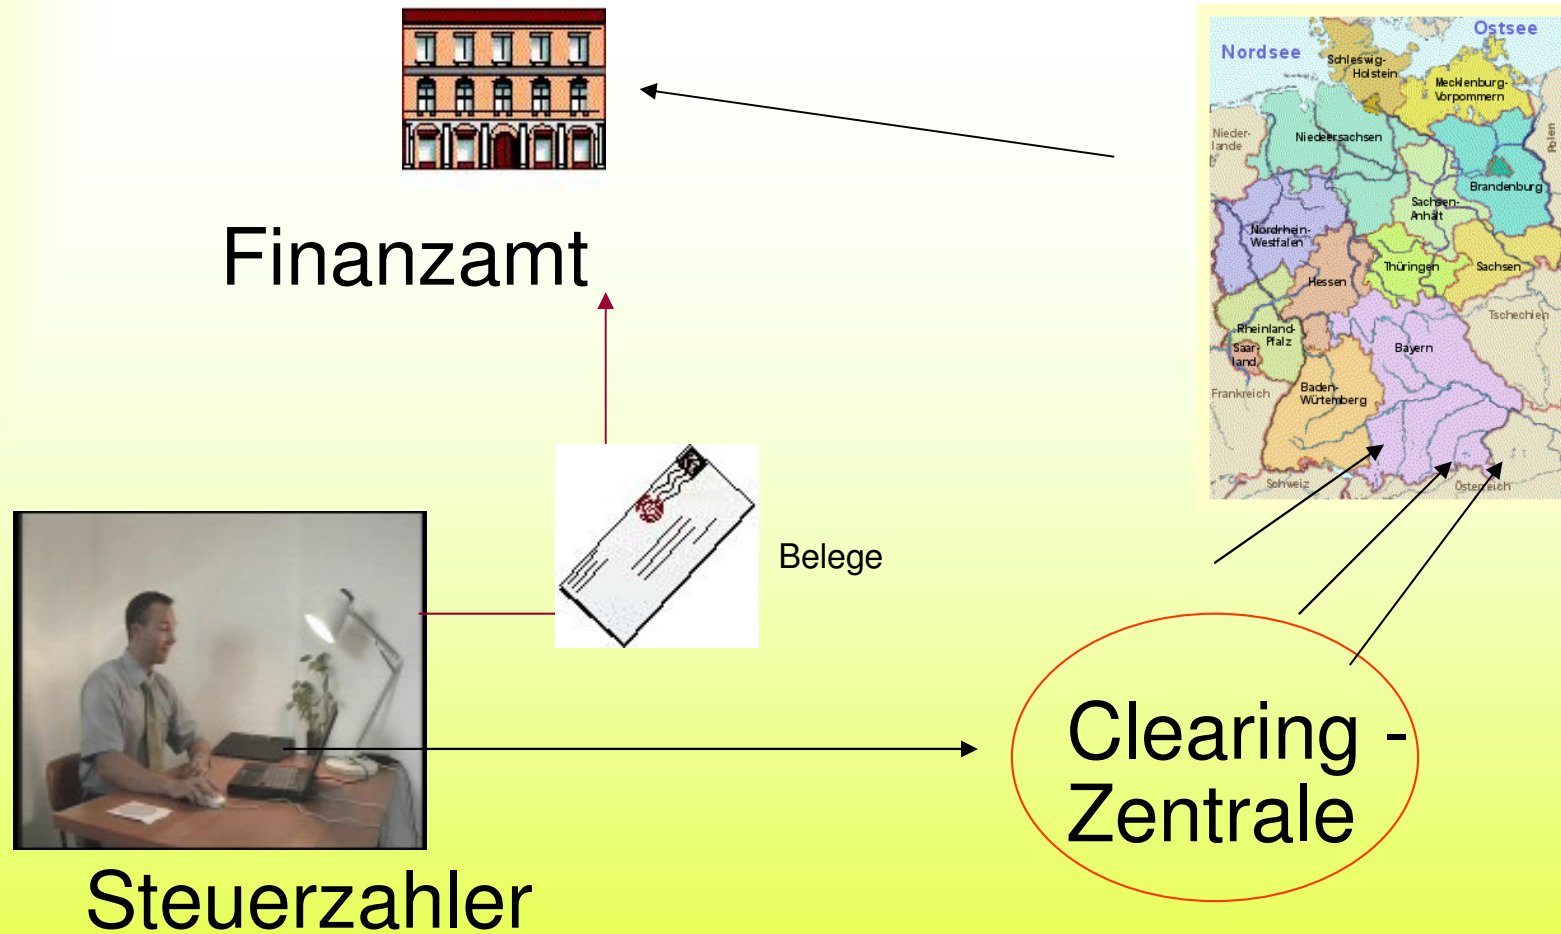 Finanzamt
Belege
Steuerzahler
Clearing -
Zentrale
Nordsee
Ostsee
Schleswig-
Holstein
Mecklenburg-
Vorpommern
Nieder-
lande
Niedeersachsen
Polen
Brandenburg
Sachsen-
Anhalt
Nordrhein-
Westfalen
Thüringen
Sachsen
Hessen
Tschechien
Rheinland-
Pfalz
Saar-
land
Bayern
Frankreich
Baden-
Würtemberg
Schweiz
Österreich